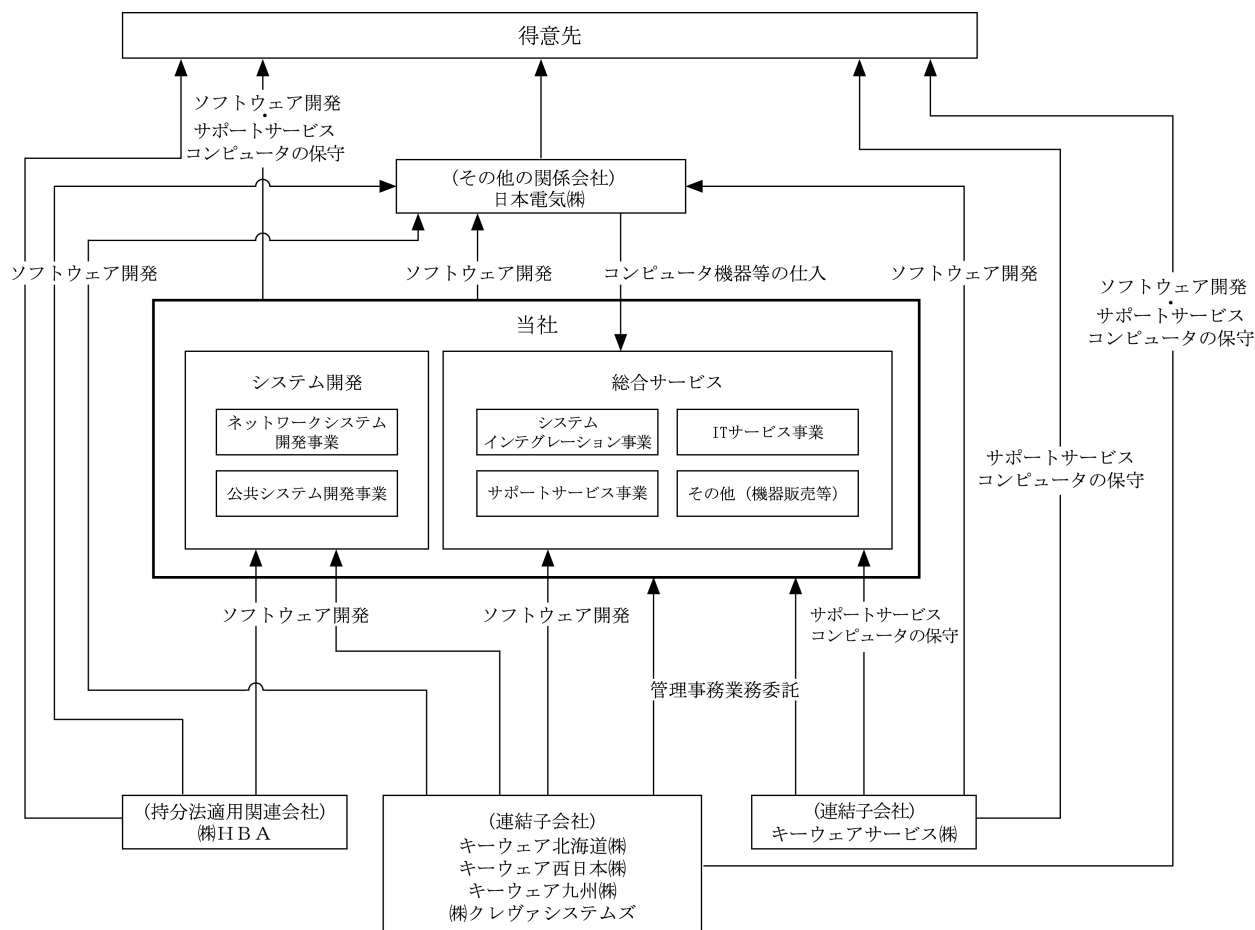 得意先
ソフトウェア開発
・
サポートサービス
コンピュータの保守
(その他の関係会社)
日本電気㈱
ソフトウェア開発
ソフトウェア開発
コンピュータ機器等の仕入
ソフトウェア開発
ソフトウェア開発
・
サポートサービス
コンピュータの保守
当社
システム開発
ネットワークシステム
開発事業
公共システム開発事業
総合サービス
システム
インテグレーション事業
ITサービス事業
サポートサービス事業
その他(機器販売等)
サポートサービス
コンピュータの保守
ソフトウェア開発
ソフトウェア開発
サポートサービス
コンピュータの保守
管理事務業務委託
(持分法適用関連会社)
㈱HBA
(連結子会社)
キーウェア北海道㈱
キーウェア西日本㈱
キーウェア九州㈱
㈱クレヴァシステムズ
(連結子会社)
キーウェアサービス㈱